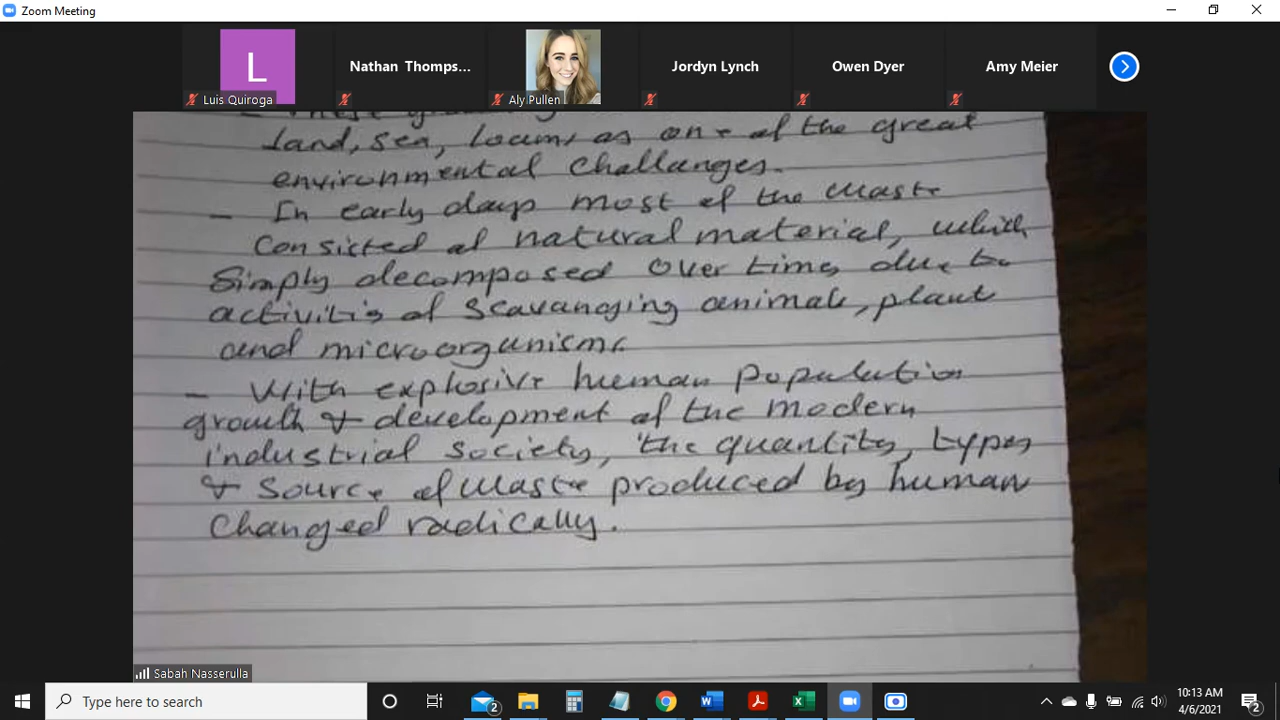 Zoom Meeting
L
Luis Quiroga
Nathan Thomps...
Aly Pullen
Jordyn Lynch
Owen Dyer
Amy Meier
land, sea, looms as one of the great
environmental challanges.
- In early days most of the waste
Consisted of natural material, which
Simply decomposed over time, due to
activitis of scavanging animals, plant
and microorganisms
- With explosive human population
growth & development of the modern
industrial society, the quantity, types
& source of waste produced by human
Changed radically.
Sabah Nasserulla
Type here to search
2
10:13 AM
4/6/2021
2